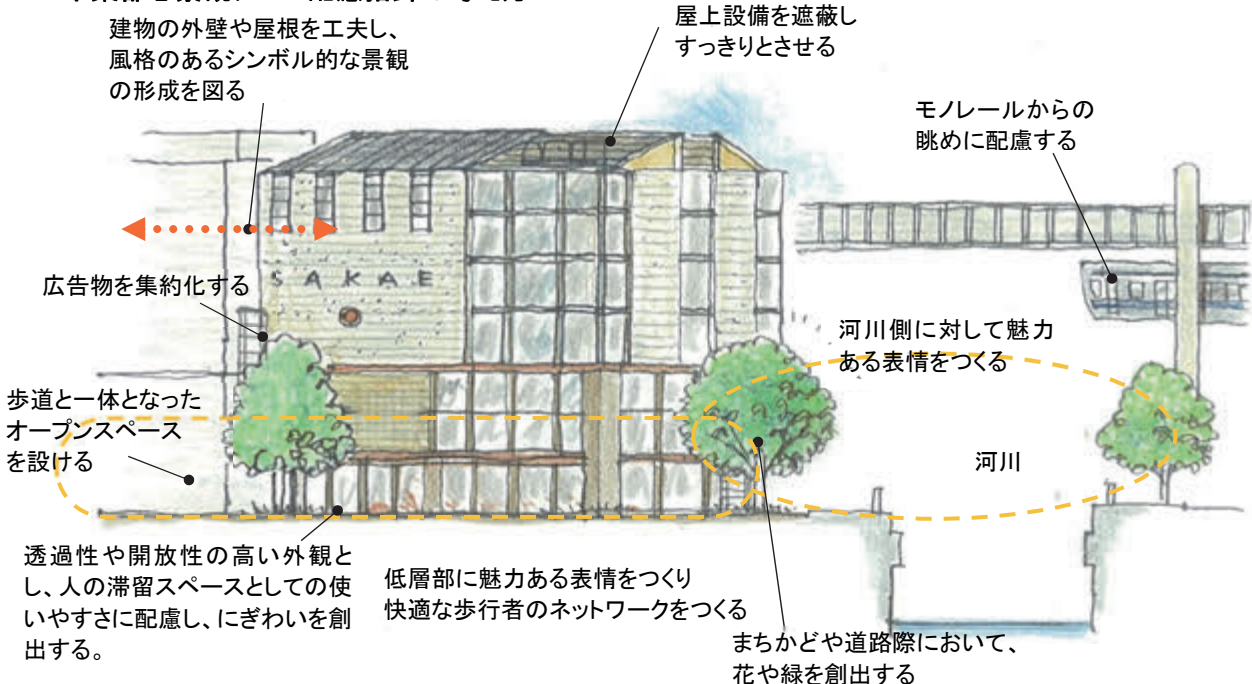 建物の外壁や屋根を工夫し、
風格のあるシンボル的な景観
の形成を図る
屋上設備を遮蔽し
すっきりとさせる
モノレールからの
眺めに配慮する
広告物を集約化する
SAKAE
河川側に対して魅力
ある表情をつくる
歩道と一体となった
オープンスペース
を設ける
河川
透過性や開放性の高い外観と
し、人の滞留スペースとしての使
いやすさに配慮し、にぎわいを創
出する。
低層部に魅力ある表情をつくり
快適な歩行者のネットワークをつくる
まちかどや道路際において、
花や緑を創出する